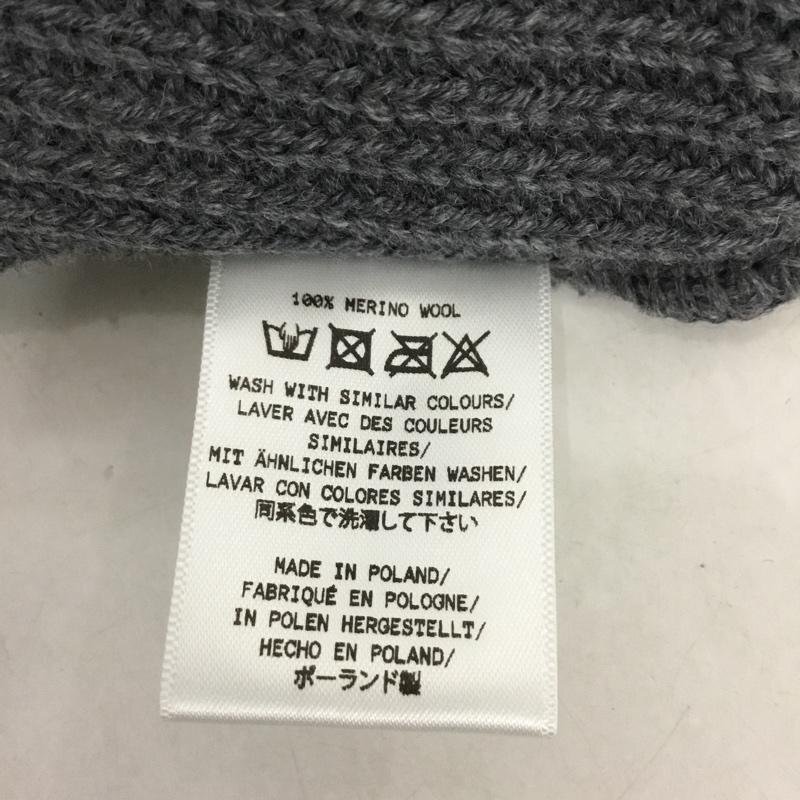 100% MERINO WOOL
WASH WITH SIMILAR COLOURS/
LAVER AVEC DES COULEURS
SIMILAIRES/
MIT ÄHNLICHEN FARBEN WASHEN/
LAVAR CON COLORES SIMILARES/
同系色で洗濯して下さい
MADE IN POLAND/
FABRIQUÉ EN POLOGNE/
IN POLEN HERGESTELLT/
HECHO EN POLAND/
ポーランド製